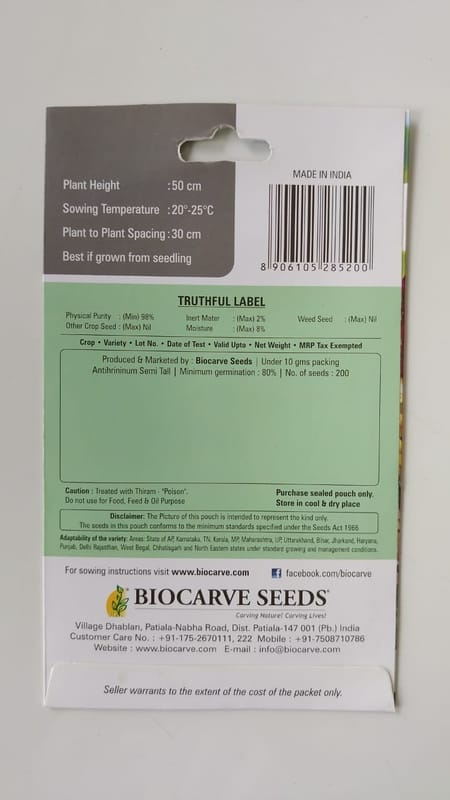 MADE IN INDIA
Plant Height : 50 cm
Sowing Temperature : 20°-25°C
Plant to Plant Spacing : 30 cm
Best if grown from seedling
8 906105 285200
TRUTHFUL LABEL
Physical Purity : (Min) 98% Inert Mater : (Max) 2% Weed Seed : (Max) Nil
Other Crop Seed : (Max) Nil Moisture : (Max) 8%
Crop • Variety • Lot No. • Date of Test • Valid Upto • Net Weight • MRP Tax Exempted
Produced & Marketed by : Biocarve Seeds | Under 10 gms packing
Antihrininum Semi Tall | Minimum germination : 80% | No. of seeds : 200
Caution : Treated with Thiram - "Poison".
Do not use for Food, Feed & Oil Purpose
Purchase sealed pouch only.
Store in cool & dry place
Disclaimer: The Picture of this pouch is intended to represent the kind only.
The seeds in this pouch conforms to the minimum standards specified under the Seeds Act 1966
Adaptability of the variety: Areas: State of AP, Karnataka, TN, Kerala, MP, Maharashtra, UP, Uttarakhand, Bihar, Jharkand, Haryana,
Punjab, Delhi Rajasthan, West Begal, Chhatisgarh and North Eastern states under standard growing and management conditions.
For sowing instructions visit www.biocarve.com facebook.com/biocarve
BIOCARVE SEEDS®
Carving Nature! Carving Lives!
Village Dhablan, Patiala-Nabha Road, Dist. Patiala-147 001 (Pb.) India
Customer Care No. : +91-175-2670111, 222 Mobile : +91-7508710786
Website : www.biocarve.com E-mail : info@biocarve.com
Seller warrants to the extent of the cost of the packet only.